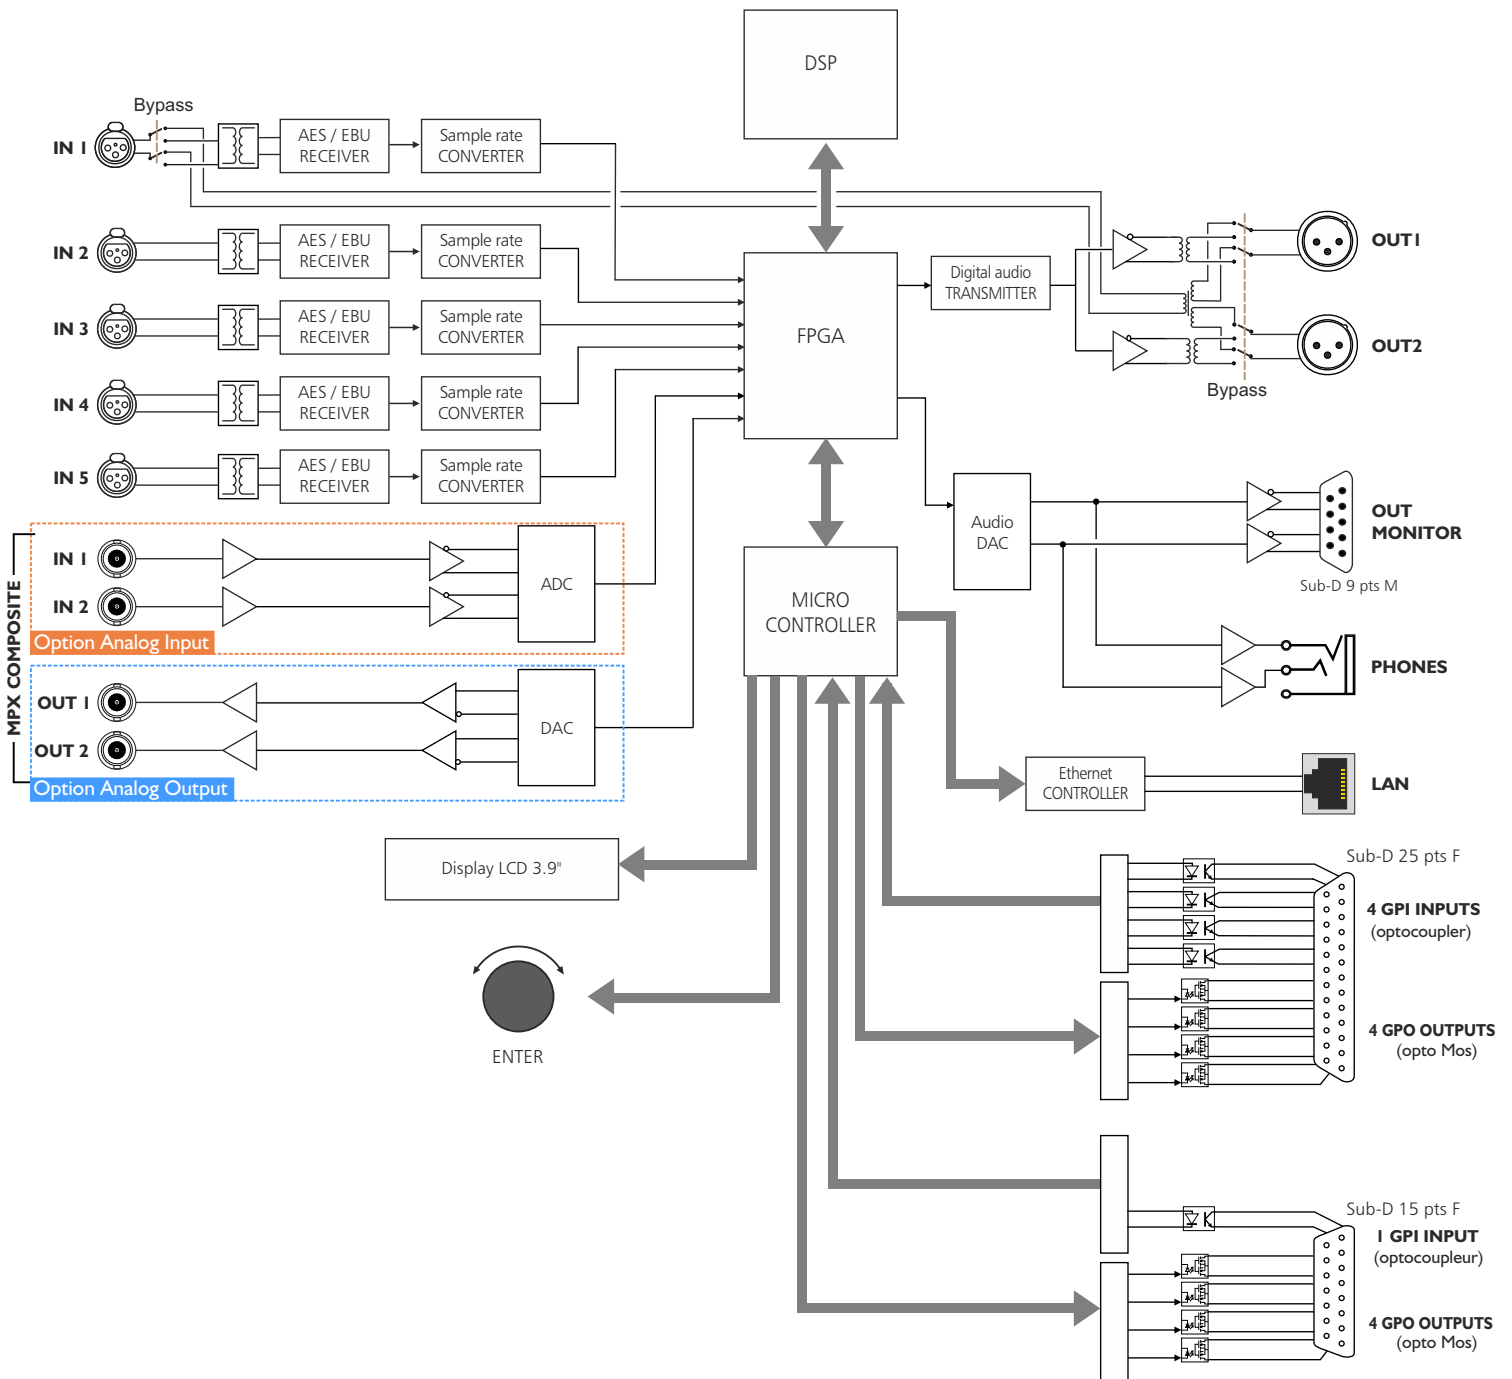 DSP
Bypass
IN 1
AES / EBU
RECEIVER
Sample rate
CONVERTER
IN 2
AES / EBU
RECEIVER
Sample rate
CONVERTER
IN 3
AES / EBU
RECEIVER
Sample rate
CONVERTER
IN 4
AES / EBU
RECEIVER
Sample rate
CONVERTER
IN 5
AES / EBU
RECEIVER
Sample rate
CONVERTER
FPGA
Digital audio
TRANSMITTER
OUT1
OUT2
Bypass
MPX COMPOSITE
IN 1
IN 2
ADC
Option Analog Input
OUT 1
OUT 2
DAC
Option Analog Output
MICRO
CONTROLLER
Audio
DAC
OUT
MONITOR
Sub-D 9 pts M
PHONES
Ethernet
CONTROLLER
LAN
Display LCD 3.9"
ENTER
Sub-D 25 pts F
4 GPI INPUTS
(optocoupler)
4 GPO OUTPUTS
(opto Mos)
Sub-D 15 pts F
1 GPI INPUT
(optocoupleur)
4 GPO OUTPUTS
(opto Mos)